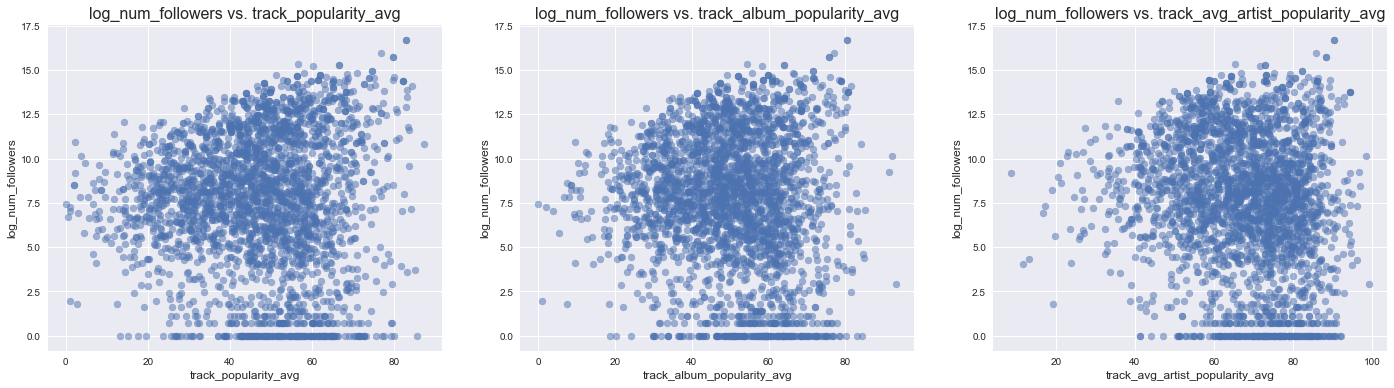 log_num_followers vs. track_popularity_avg
17.5
15.0
12.5
10.0
7.5
5.0
2.5
0.0
log_num_followers
0 20 40 60 80
track_popularity_avg
log_num_followers vs. track_album_popularity_avg
17.5
15.0
12.5
10.0
7.5
5.0
2.5
0.0
log_num_followers
0 20 40 60 80
track_album_popularity_avg
log_num_followers vs. track_avg_artist_popularity_avg
17.5
15.0
12.5
10.0
7.5
5.0
2.5
0.0
log_num_followers
20 40 60 80 100
track_avg_artist_popularity_avg